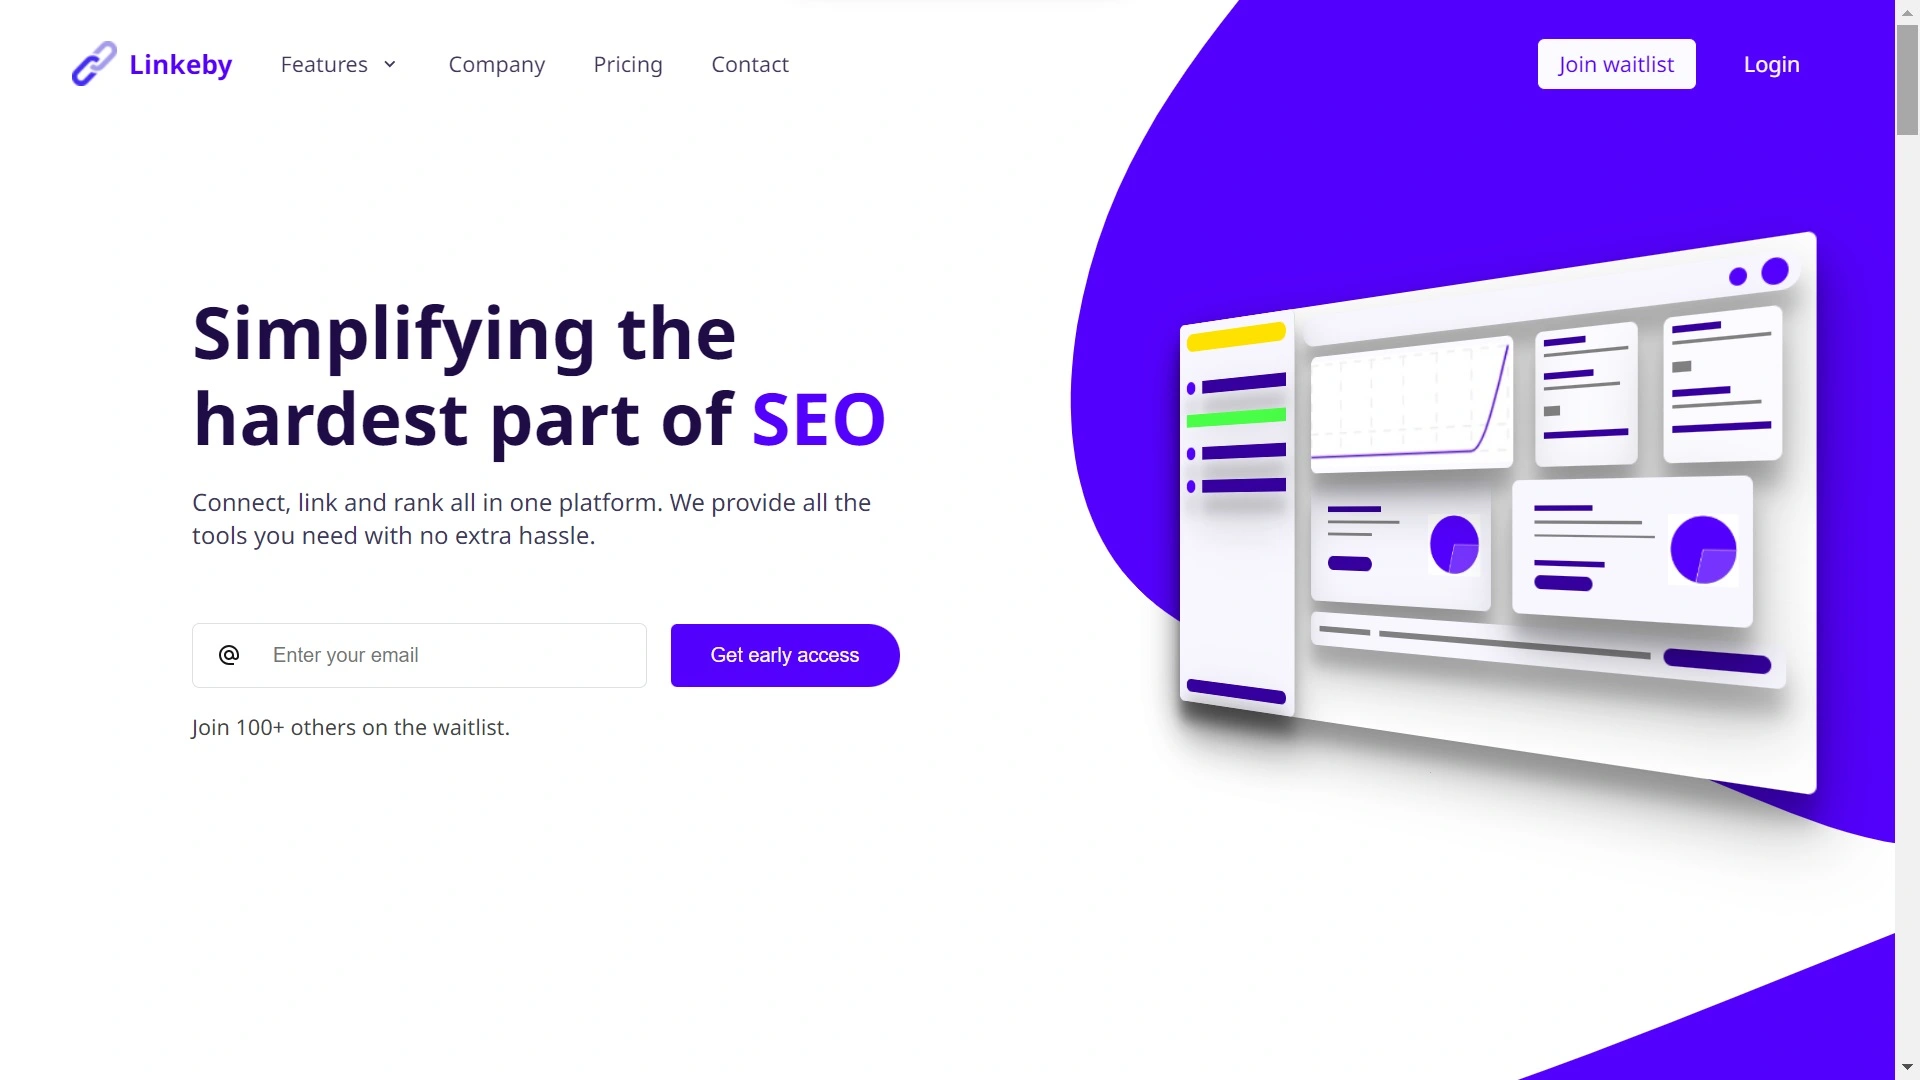 Linkeby
Features
Company
Pricing
Contact
Join waitlist
Login
Simplifying the
hardest part of SEO
Connect, link and rank all in one platform. We provide all the
tools you need with no extra hassle.
@ Enter your email
Get early access
Join 100+ others on the waitlist.